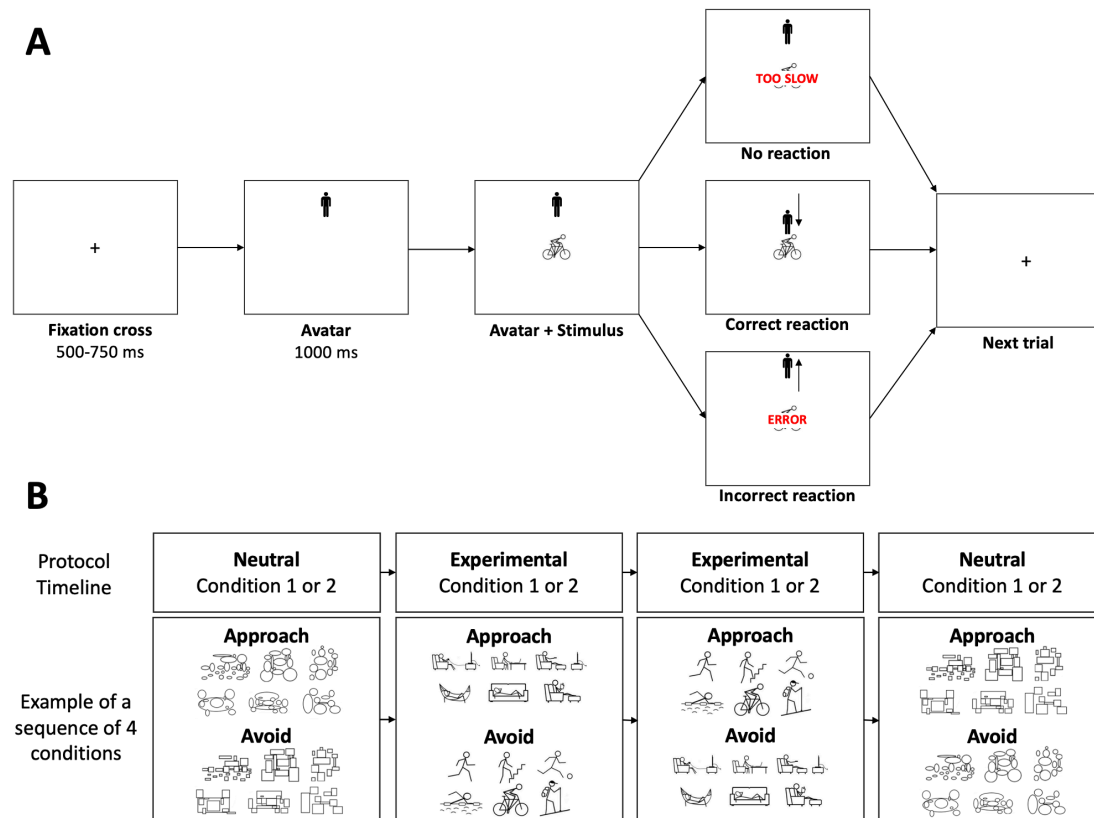 A
TOO SLOW
No reaction
+
Fixation cross
500-750 ms
Avatar
1000 ms
Avatar + Stimulus
Correct reaction
+
Next trial
ERROR
Incorrect reaction
B
Protocol
Timeline
Neutral
Condition 1 or 2
Experimental
Condition 1 or 2
Experimental
Condition 1 or 2
Neutral
Condition 1 or 2
Example of a
sequence of 4
conditions
Approach
Avoid
Approach
Avoid
Approach
Avoid
Approach
Avoid